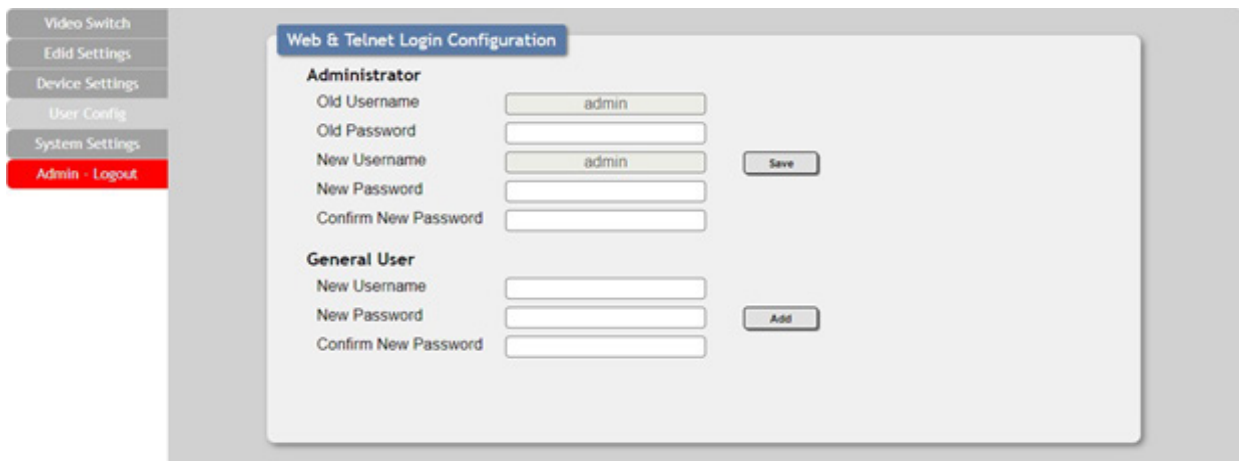 Video Switch
Edid Settings
Device Settings
User Config
System Settings
Admin - Logout
Web & Telnet Login Configuration
Administrator
Old Username admin
Old Password
New Username admin Save
New Password
Confirm New Password
General User
New Username
New Password Add
Confirm New Password